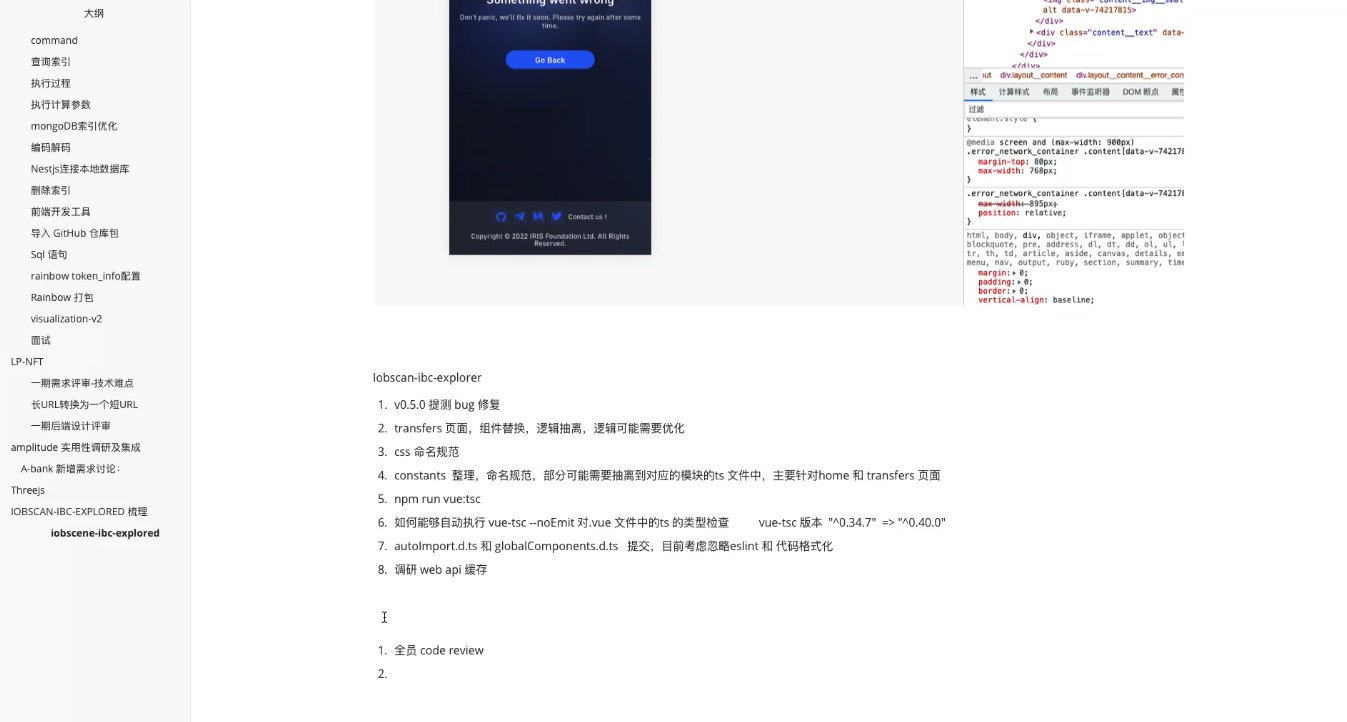 大纲
command
查询索引
执行过程
执行计算参数
mongoDB索引优化
编码解码
Nestjs连接本地数据库
删除索引
前端开发工具
导入 GitHub 仓库包
Sql 语句
rainbow token_info配置
Rainbow 打包
visualization-v2
面试
LP-NFT
一期需求评审-技术难点
长URL转换为一个短URL
一期后端设计评审
amplitude 实用性调研及集成
A-bank 新增需求讨论：
Threejs
IOBSCAN-IBC-EXPLORED 梳理
iobscene-ibc-explored
Something went wrong
Don't panic, we'll fix it soon. Please try again after some
time.
Go Back
Contact us !
Copyright © 2022 IRIS Foundation Ltd. All Rights
Reserved.
alt data-v-74217815>
</div>
<div class="content__text" data-
</div>
</div>
</div>
... out div.layout__content div.layout__content__error_con
样式 计算样式 布局 事件监听器 DOM 断点
过滤
element.style {
}
@media screen and (max-width: 900px)
.error_network_container .content[data-v-7421
margin-top: 80px;
max-width: 768px;
}
.error_network_container .content[data-v-7421
max-width: 895px;
position: relative;
}
html, body, div, object, iframe, applet, object
blockquote, pre, address, dl, dt, dd, ol, ul,
tr, th, td, article, aside, canvas, details,
menu, nav, output, ruby, section, summary, time
margin: 0;
padding: 0;
border: 0;
vertical-align: baseline;
Iobscan-ibc-explorer
1. v0.5.0 提测 bug 修复
2. transfers 页面，组件替换，逻辑抽离，逻辑可能需要优化
3. css 命名规范
4. constants 整理，命名规范，部分可能需要抽离到对应的模块的ts 文件中，主要针对home 和 transfers 页面
5. npm run vue:tsc
6. 如何能够自动执行 vue-tsc --noEmit 对.vue 文件中的ts 的类型检查 vue-tsc 版本 "^0.34.7" => "^0.40.0"
7. autoImport.d.ts 和 globalComponents.d.ts 提交，目前考虑忽略eslint 和 代码格式化
8. 调研 web api 缓存
1. 全员 code review
2.